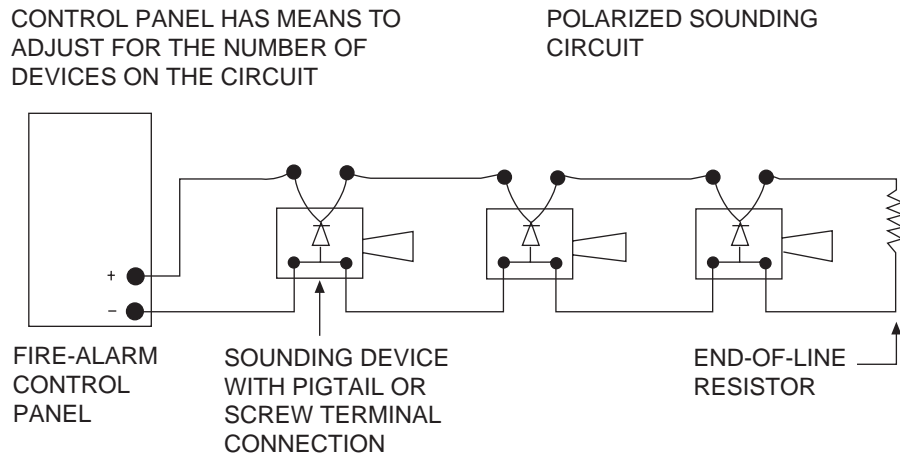 CONTROL PANEL HAS MEANS TO
ADJUST FOR THE NUMBER OF
DEVICES ON THE CIRCUIT
POLARIZED SOUNDING
CIRCUIT
+
–
FIRE-ALARM
CONTROL
PANEL
SOUNDING DEVICE
WITH PIGTAIL OR
SCREW TERMINAL
CONNECTION
END-OF-LINE
RESISTOR